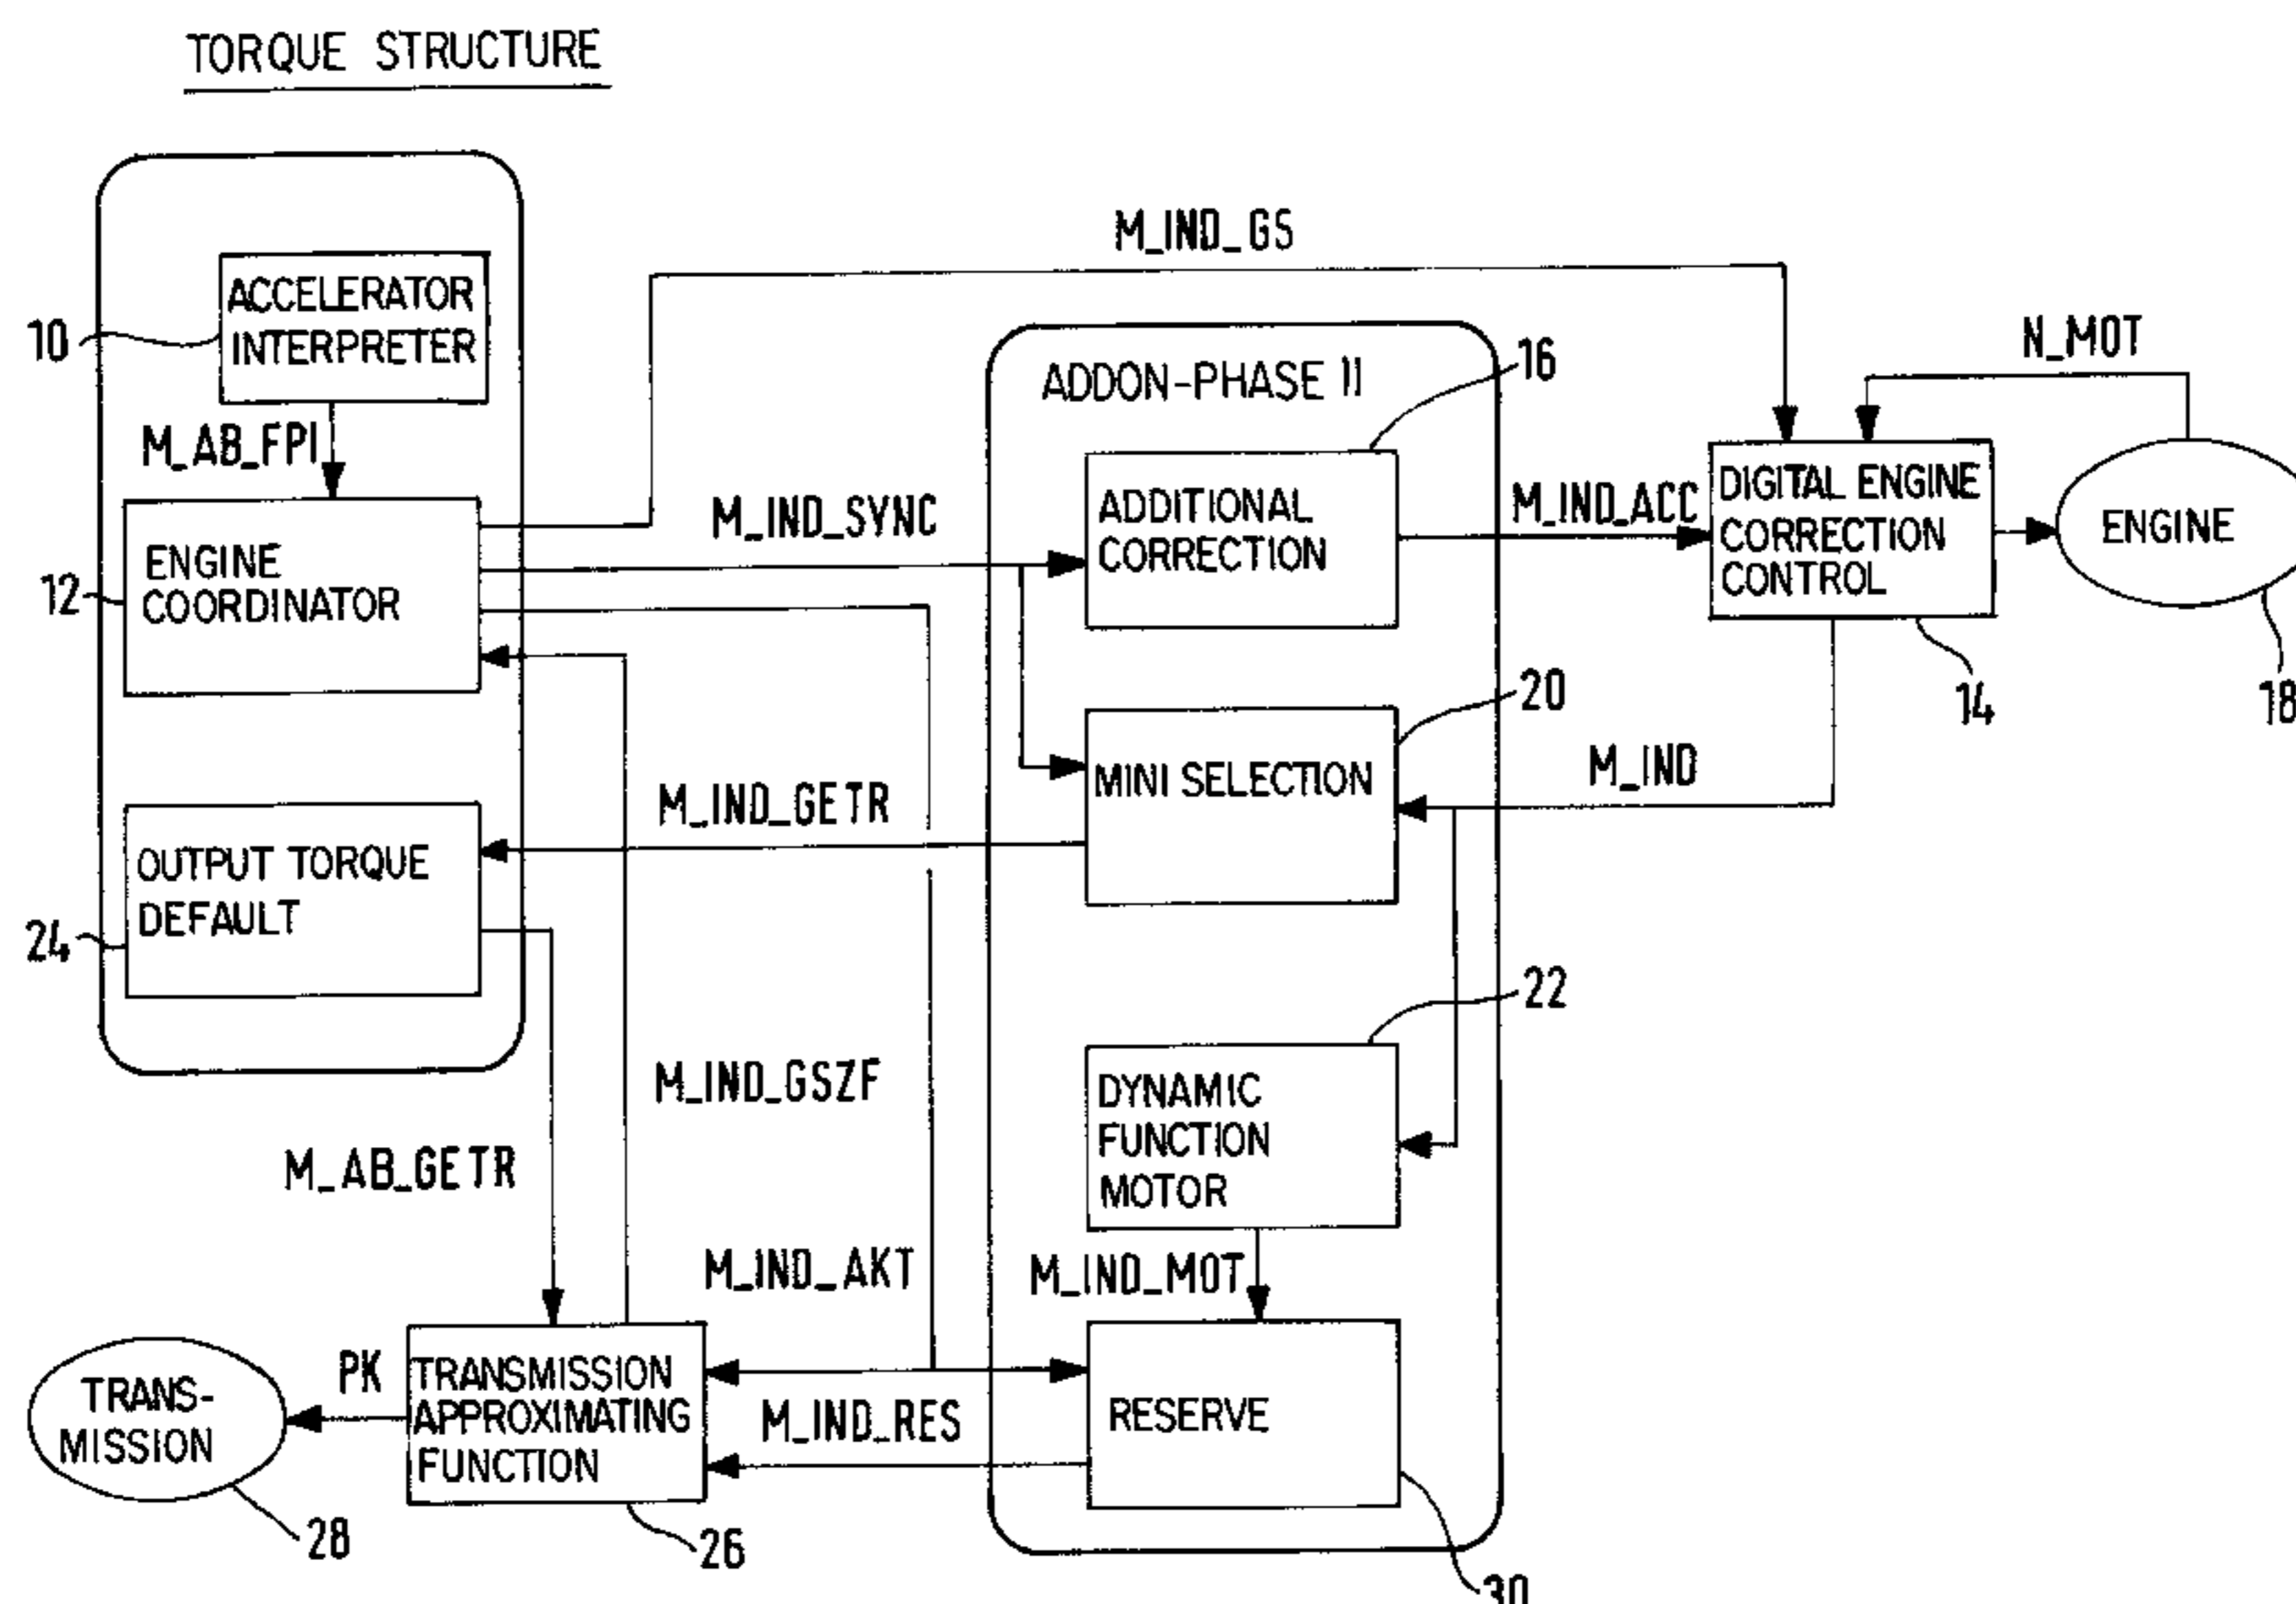 TORQUE STRUCTURE
ACCELERATOR
INTERPRETER
10
M_AB_FPI
ENGINE
COORDINATOR
12
OUTPUT TORQUE
DEFAULT
24
M_IND_GS
M_IND_SYNC
M_IND_GETR
M_IND_GSZF
M_AB_GETR
M_IND_AKT
M_IND_RES
ADDON-PHASE II
16
ADDITIONAL
CORRECTION
M_IND_ACC
20
MINI SELECTION
M_IND
22
DYNAMIC
FUNCTION
MOTOR
M_IND_MOT
RESERVE
30
N_MOT
DIGITAL ENGINE
CORRECTION
CONTROL
14
ENGINE
18
TRANSMISSION
APPROXIMATING
FUNCTION
26
PK
TRANS-
MISSION
28